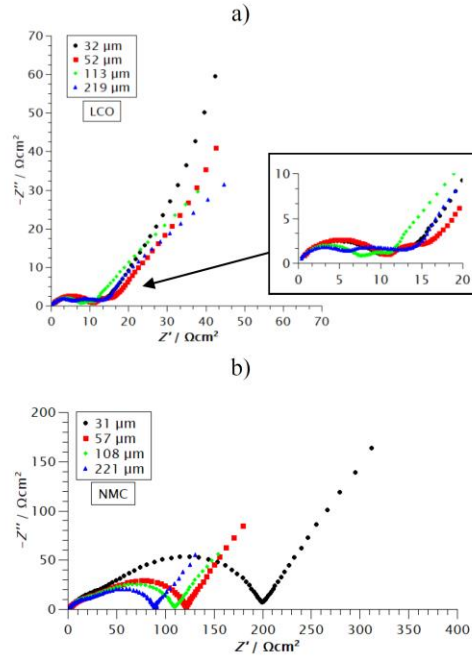 a)
70
60
50
40
30
20
10
0
-Z″ / Ωcm²
32 µm
52 µm
113 µm
219 µm
LCO
0 10 20 30 40 50 60 70
Z′ / Ωcm²
10
5
0
0 5 10 15 20
b)
200
150
100
50
0
-Z″ / Ωcm²
31 µm
57 µm
108 µm
221 µm
NMC
0 50 100 150 200 250 300 350 400
Z′ / Ωcm²